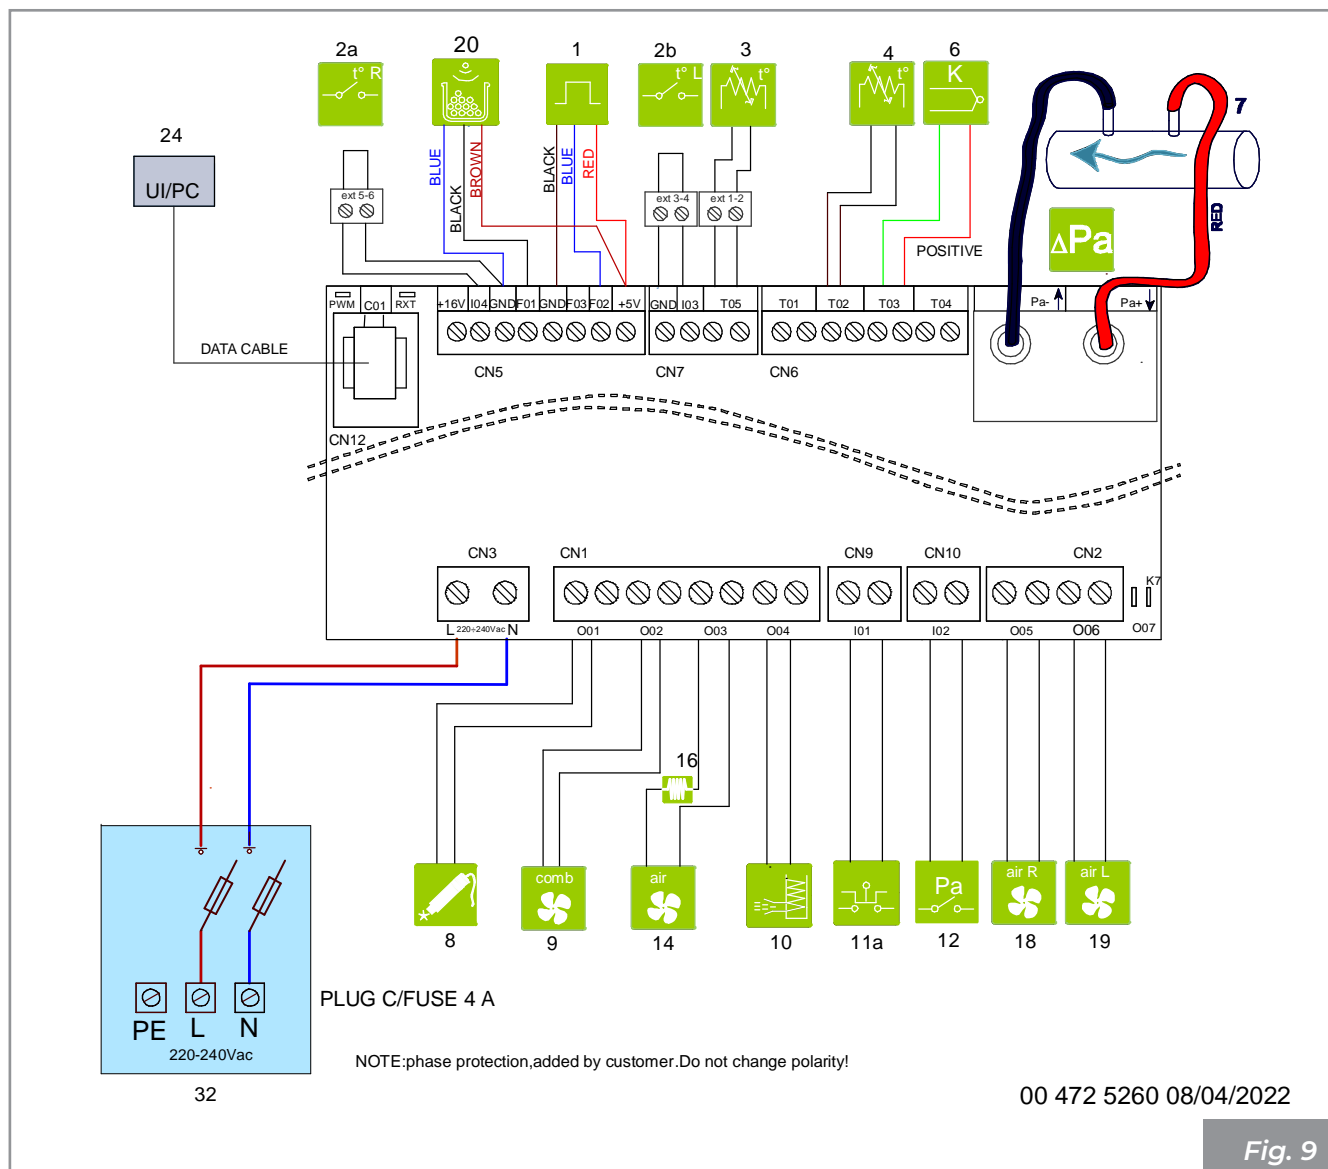 2a
20
1
2b
3
4
6
7
t° R
t° L
t°
t°
K
24
UI/PC
BLUE
BLACK
BROWN
BLACK
BLUE
RED
ext 5-6
ext 3-4
ext 1-2
RED
ΔPa
POSITIVE
PWM
C01
RXT
+16V
I04
GND
F01
GND
F03
F02
+5V
GND
I03
T05
T01
T02
T03
T04
Pa-
Pa+
DATA CABLE
CN5
CN7
CN6
CN12
CN3
CN1
CN9
CN10
CN2
K7
L
220÷240Vac
N
O01
O02
O03
O04
I01
I02
O05
O06
O07
16
comb
air
Pa
air R
air L
8
9
14
10
11a
12
18
19
PE
L
N
220-240Vac
PLUG C/FUSE 4 A
32
NOTE:phase protection,added by customer.Do not change polarity!
00 472 5260 08/04/2022
Fig. 9